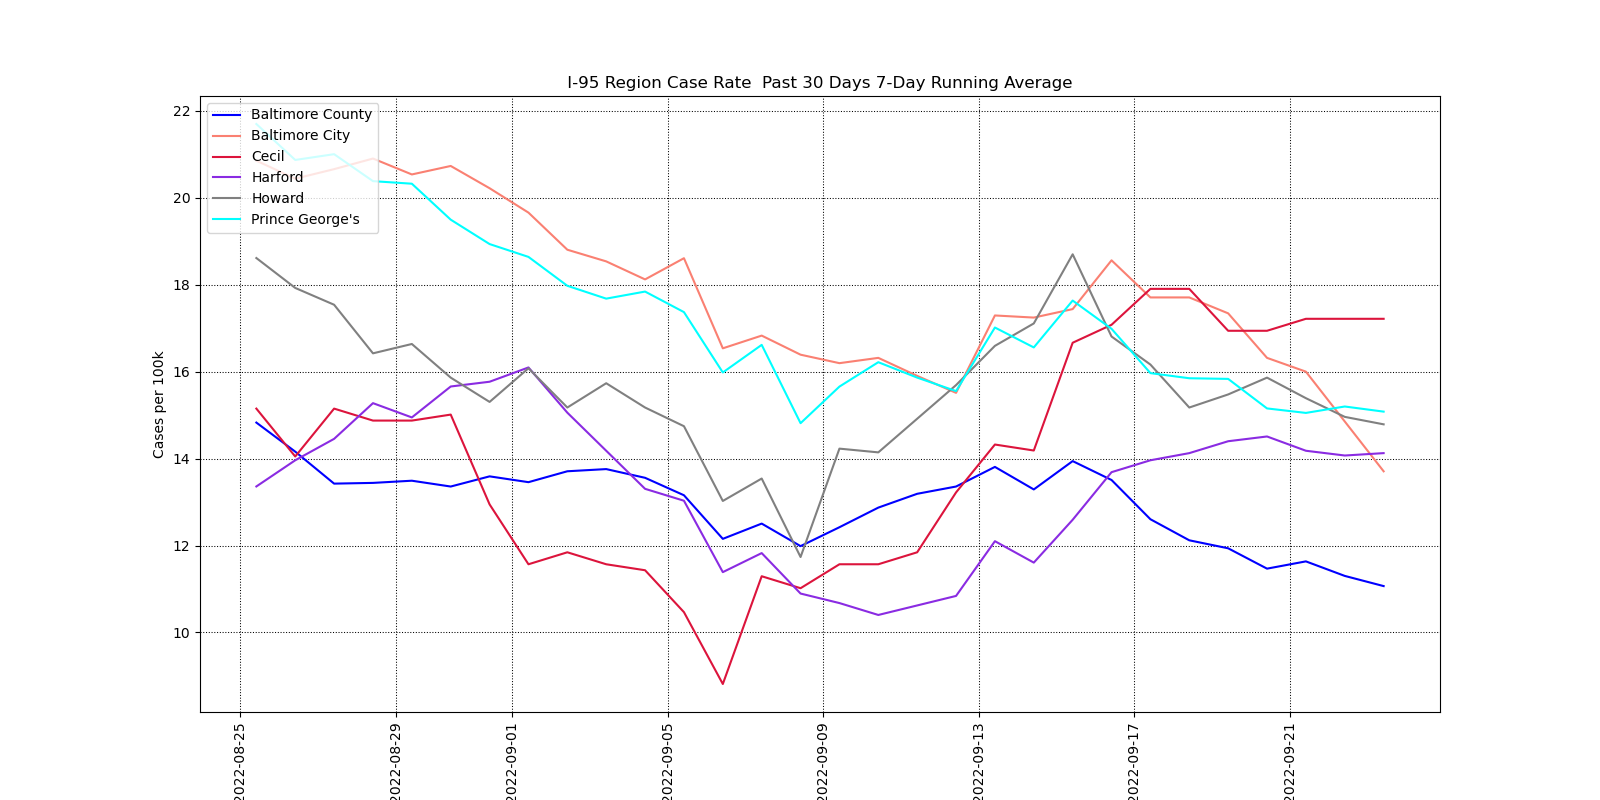 I-95 Region Case Rate  Past 30 Days 7-Day Running Average
Baltimore County
Baltimore City
Cecil
Harford
Howard
Prince George's
Cases per 100k
22
20
18
16
14
12
10
2022-08-25
2022-08-29
2022-09-01
2022-09-05
2022-09-09
2022-09-13
2022-09-17
2022-09-21